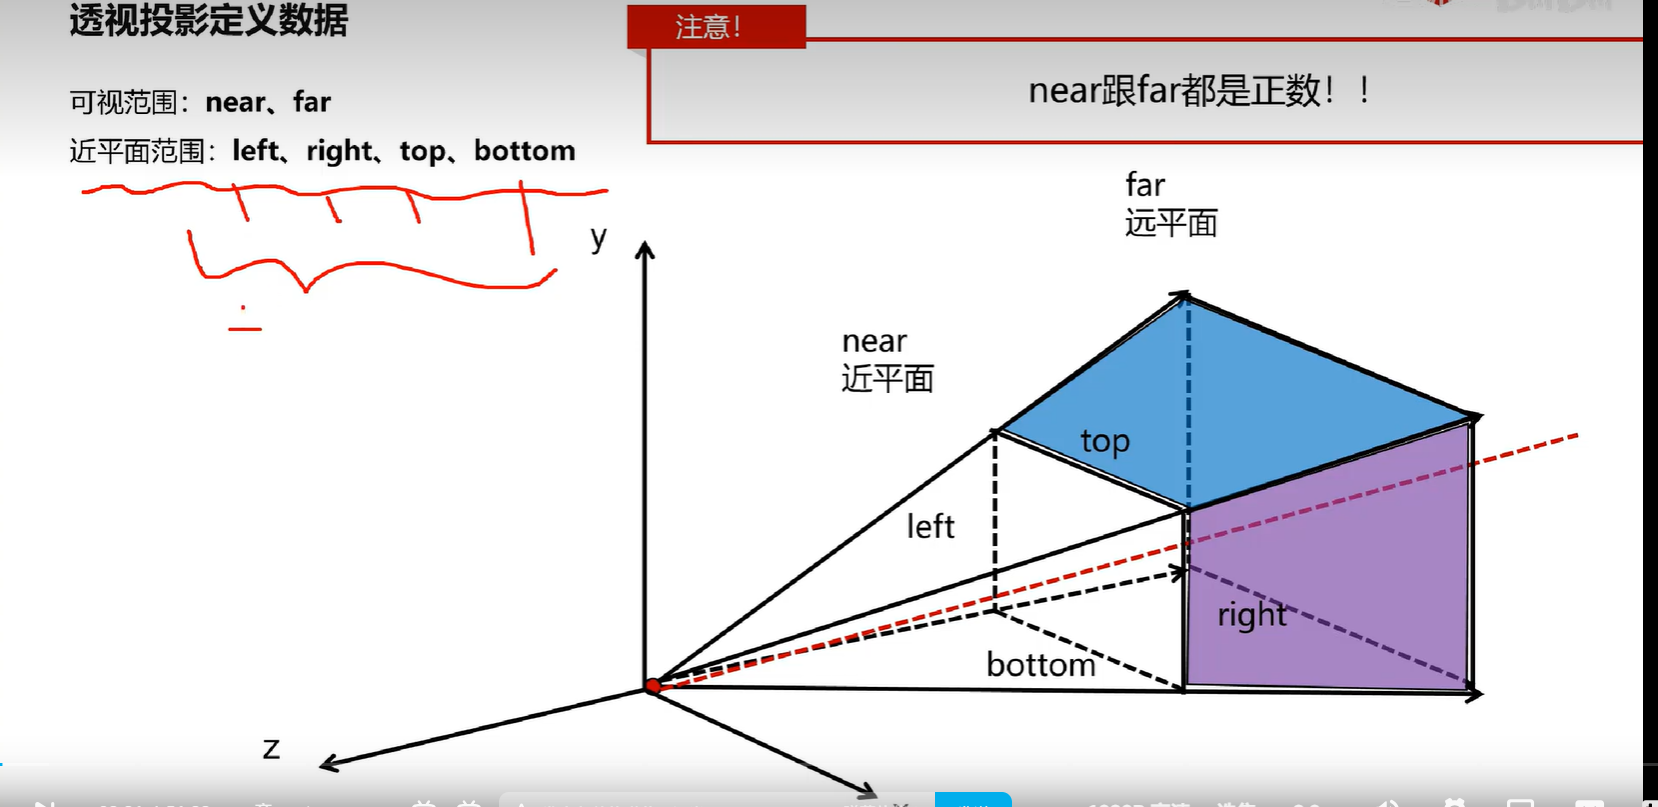 透视投影定义数据
注意！
near跟far都是正数！！
可视范围：near、far
近平面范围：left、right、top、bottom
far
远平面
y
near
近平面
top
left
right
bottom
z